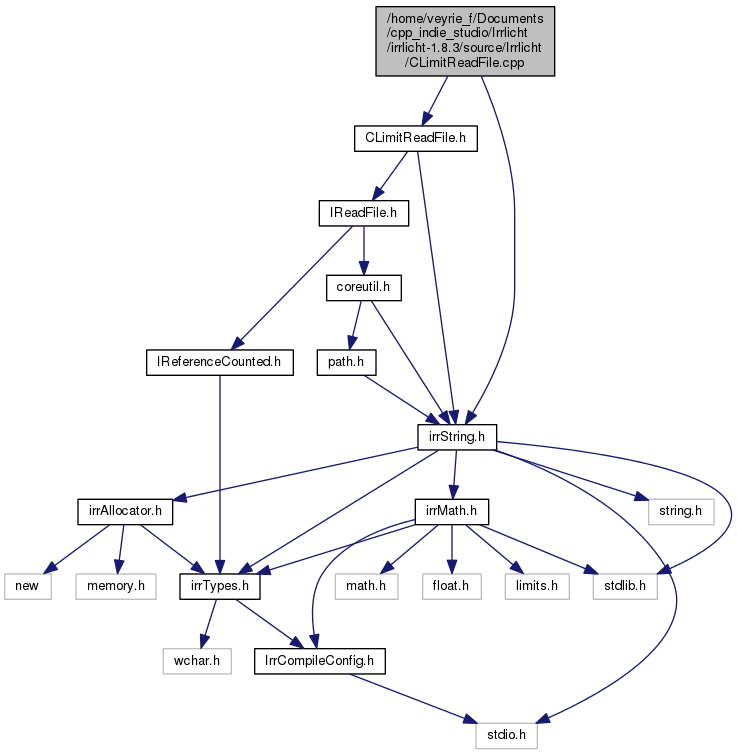 /home/veyrie_f/Documents
/cpp_indie_studio/Irrlicht
/irrlicht-1.8.3/source/Irrlicht
/CLimitReadFile.cpp
CLimitReadFile.h
IReadFile.h
coreutil.h
IReferenceCounted.h
path.h
irrString.h
irrAllocator.h
irrMath.h
string.h
new
memory.h
irrTypes.h
math.h
float.h
limits.h
stdlib.h
wchar.h
IrrCompileConfig.h
stdio.h